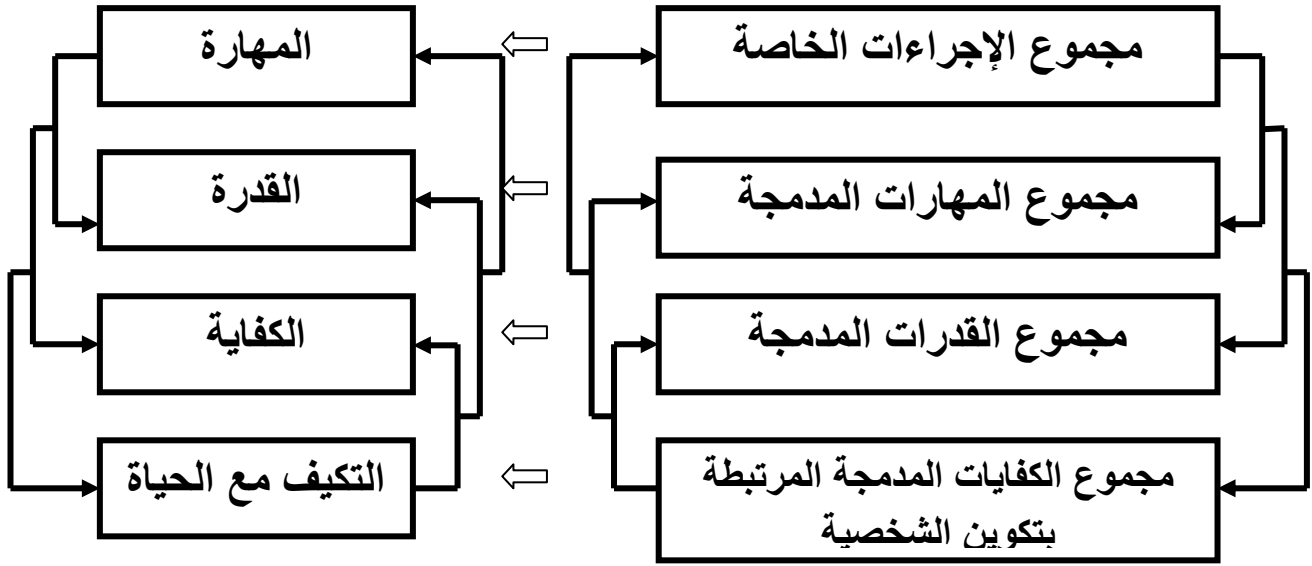 مجموع الإجراءات الخاصة
المهارة
مجموع المهارات المدمجة
القدرة
مجموع القدرات المدمجة
الكفاية
مجموع الكفايات المدمجة المرتبطة
بتكوين الشخصية
التكيف مع الحياة